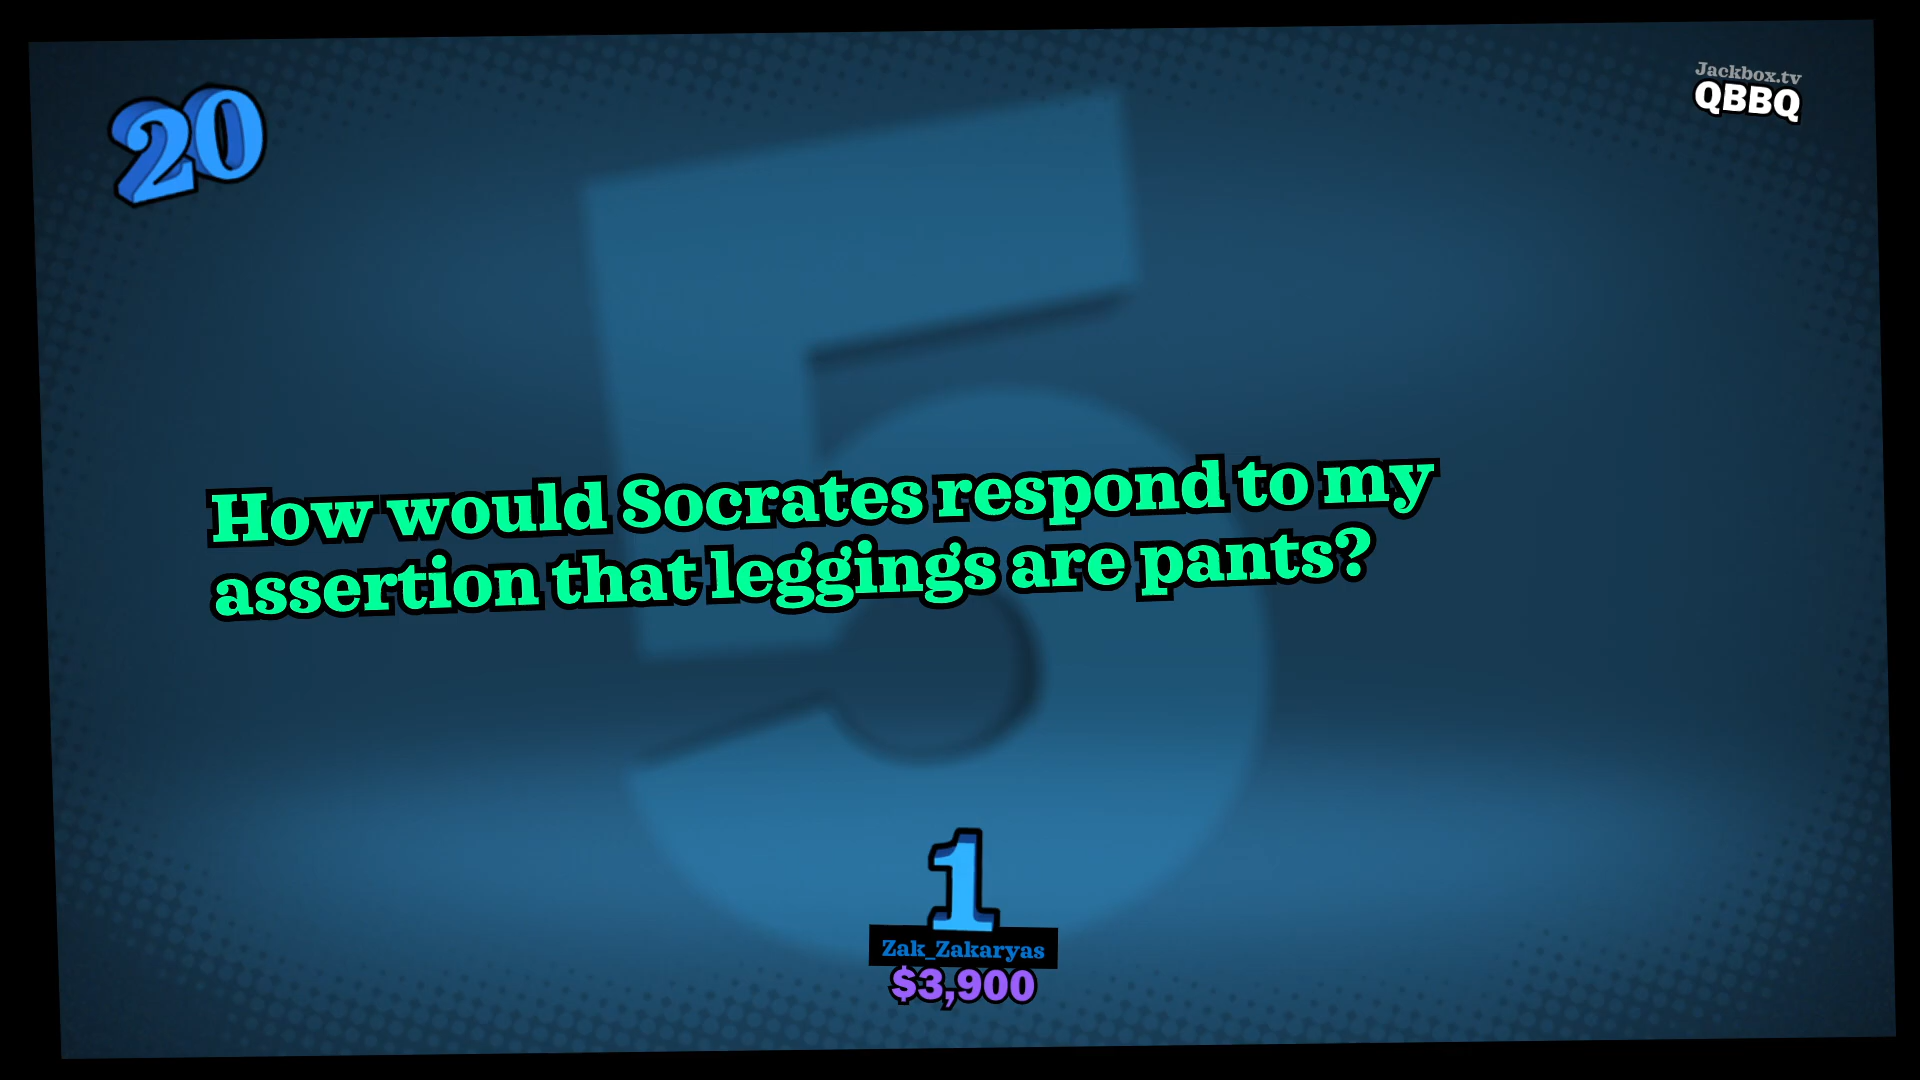 20
Jackbox.tv
QBBQ
5
How would Socrates respond to my
assertion that leggings are pants?
1
Zak_Zakaryas
$3,900